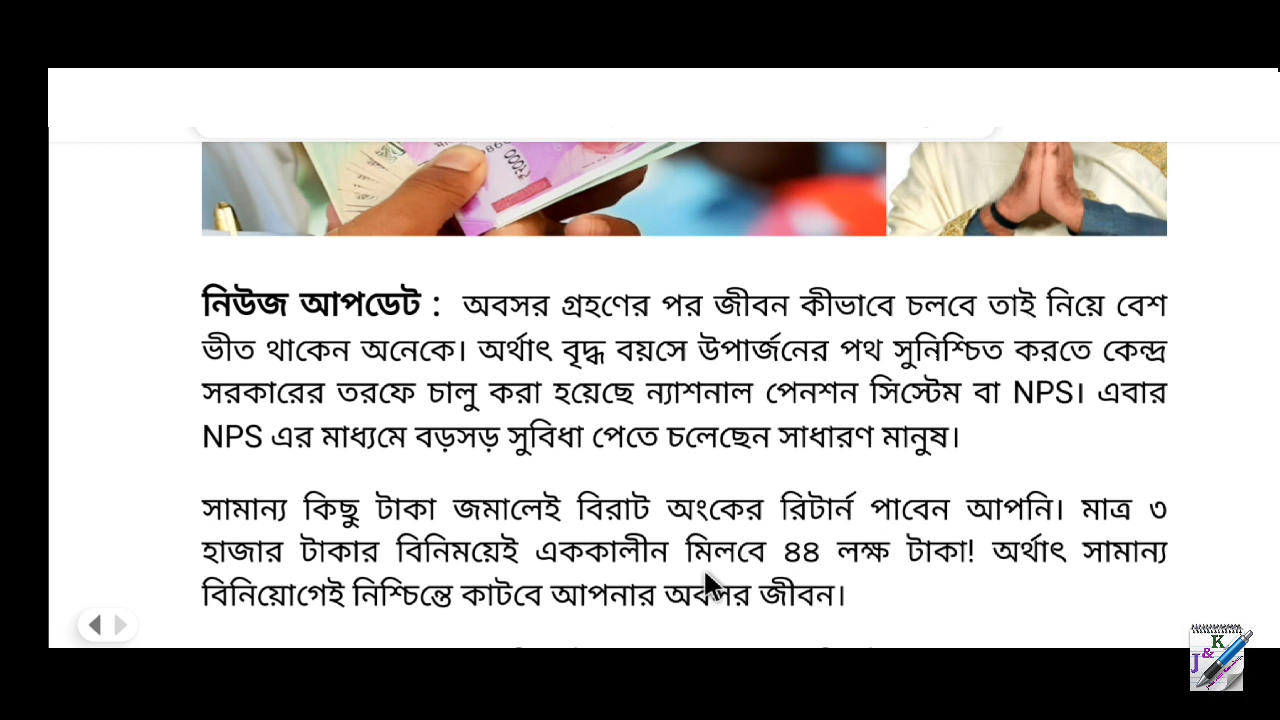 নিউজ আপডেট : অবসর গ্রহণের পর জীবন কীভাবে চলবে তাই নিয়ে বেশ
ভীত থাকেন অনেকে। অর্থাৎ বৃদ্ধ বয়সে উপার্জনের পথ সুনিশ্চিত করতে কেন্দ্র
সরকারের তরফে চালু করা হয়েছে ন্যাশনাল পেনশন সিস্টেম বা NPS। এবার
NPS এর মাধ্যমে বড়সড় সুবিধা পেতে চলেছেন সাধারণ মানুষ।
সামান্য কিছু টাকা জমালেই বিরাট অংকের রিটার্ন পাবেন আপনি। মাত্র ৩
হাজার টাকার বিনিময়েই এককালীন মিলবে ৪৪ লক্ষ টাকা! অর্থাৎ সামান্য
বিনিয়োগেই নিশ্চিন্তে কাটবে আপনার অবসর জীবন।
J&K